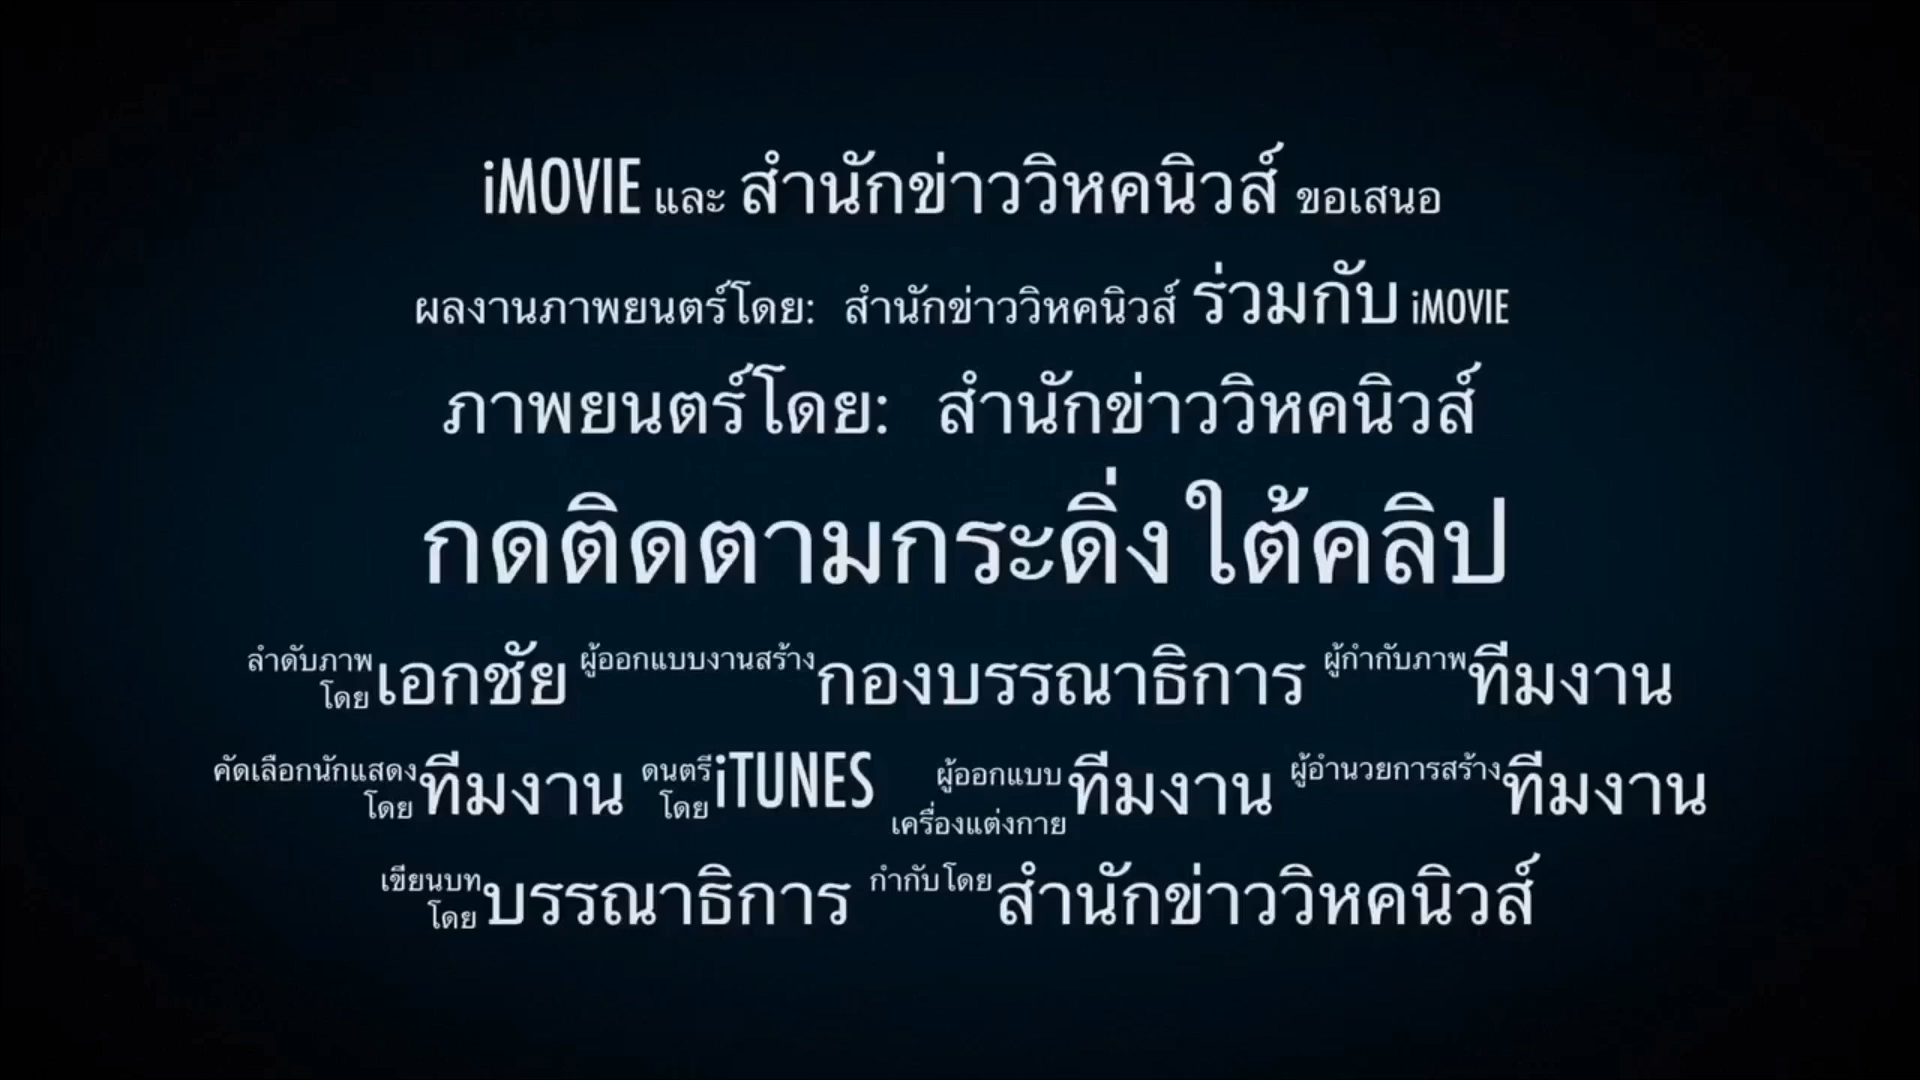 iMOVIE และ สำนักข่าววิหคนิวส์ ขอเสนอ
ผลงานภาพยนตร์โดย: สำนักข่าววิหคนิวส์ ร่วมกับ iMOVIE
ภาพยนตร์โดย: สำนักข่าววิหคนิวส์
กดติดตามกระดิ่งใต้คลิป
ลำดับภาพโดย เอกชัย ผู้ออกแบบงานสร้าง กองบรรณาธิการ ผู้กำกับภาพ ทีมงาน
คัดเลือกนักแสดงโดย ทีมงาน ดนตรีโดย iTUNES ผู้ออกแบบเครื่องแต่งกาย ทีมงาน ผู้อำนวยการสร้าง ทีมงาน
เขียนบทโดย บรรณาธิการ กำกับโดย สำนักข่าววิหคนิวส์